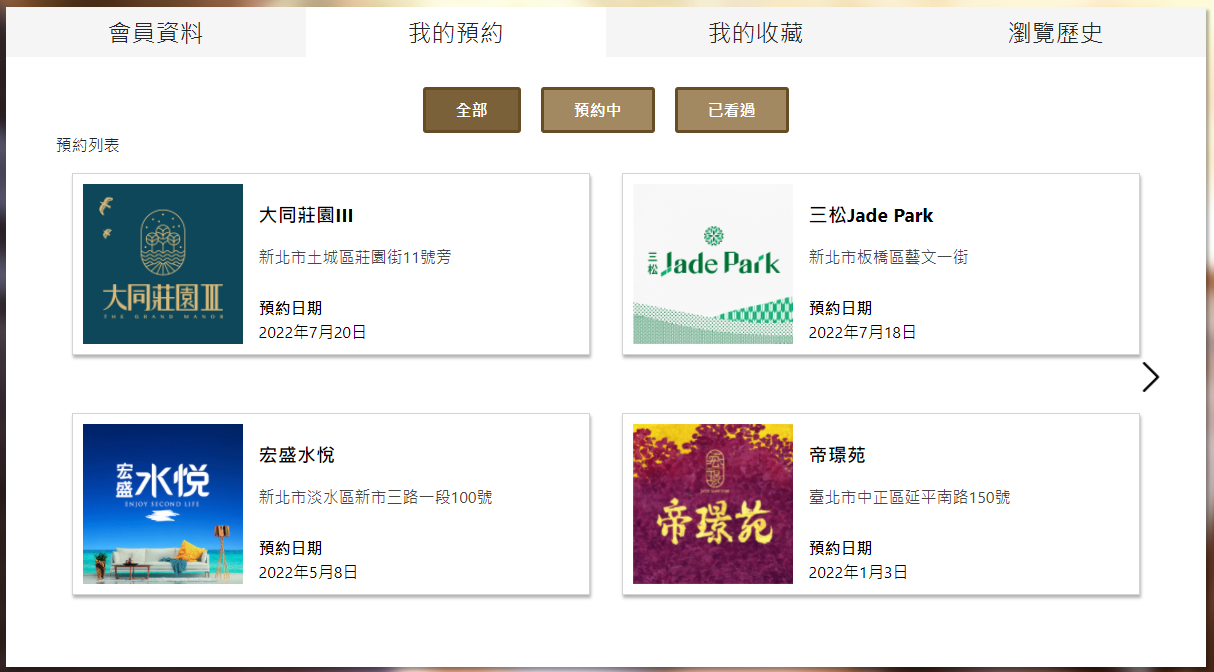 會員資料
我的預約
我的收藏
瀏覽歷史
全部
預約中
已看過
預約列表
大同莊園III
THE GRAND MANOR
大同莊園III
新北市土城區莊園街11號旁
預約日期
2022年7月20日
三松
Jade Park
三松Jade Park
新北市板橋區藝文一街
預約日期
2022年7月18日
宏盛
水悅
ENJOY SECOND LIFE
宏盛水悅
新北市淡水區新市三路一段100號
預約日期
2022年5月8日
帝璟苑
帝璟苑
臺北市中正區延平南路150號
預約日期
2022年1月3日